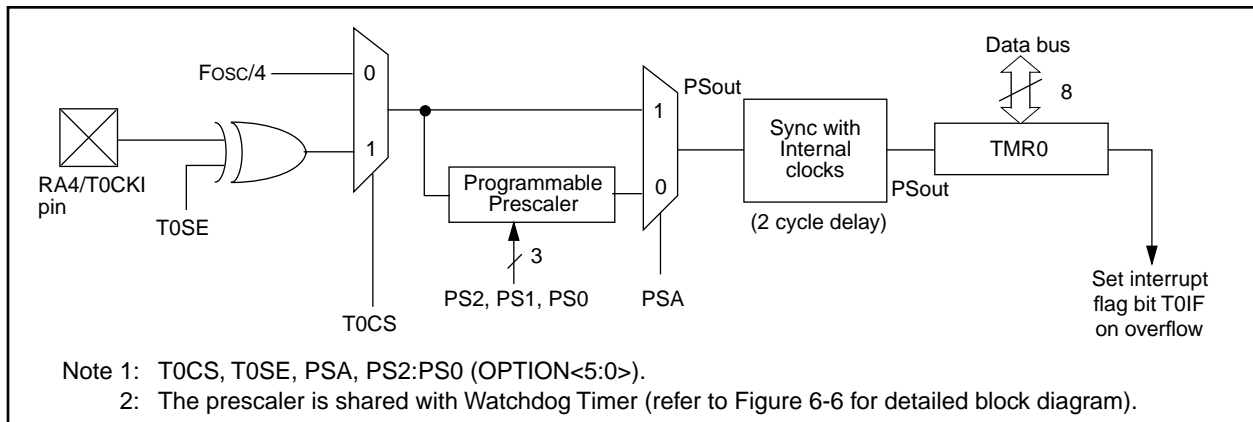 Data bus
8
FOSC/4
0
PSout
1
1
Sync with
Internal
clocks
TMR0
RA4/T0CKI
pin
T0SE
Programmable
Prescaler
0
PSout
(2 cycle delay)
3
PS2, PS1, PS0
PSA
T0CS
Set interrupt
flag bit T0IF
on overflow
Note 1: T0CS, T0SE, PSA, PS2:PS0 (OPTION<5:0>).
2: The prescaler is shared with Watchdog Timer (refer to Figure 6-6 for detailed block diagram).